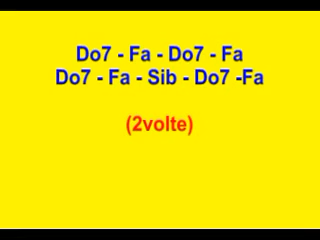 Do7 - Fa - Do7 - Fa
Do7 - Fa - Sib - Do7 -Fa
(2volte)